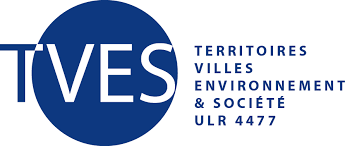 TVES
TERRITOIRES
VILLES
ENVIRONNEMENT
& SOCIÉTÉ
ULR 4477